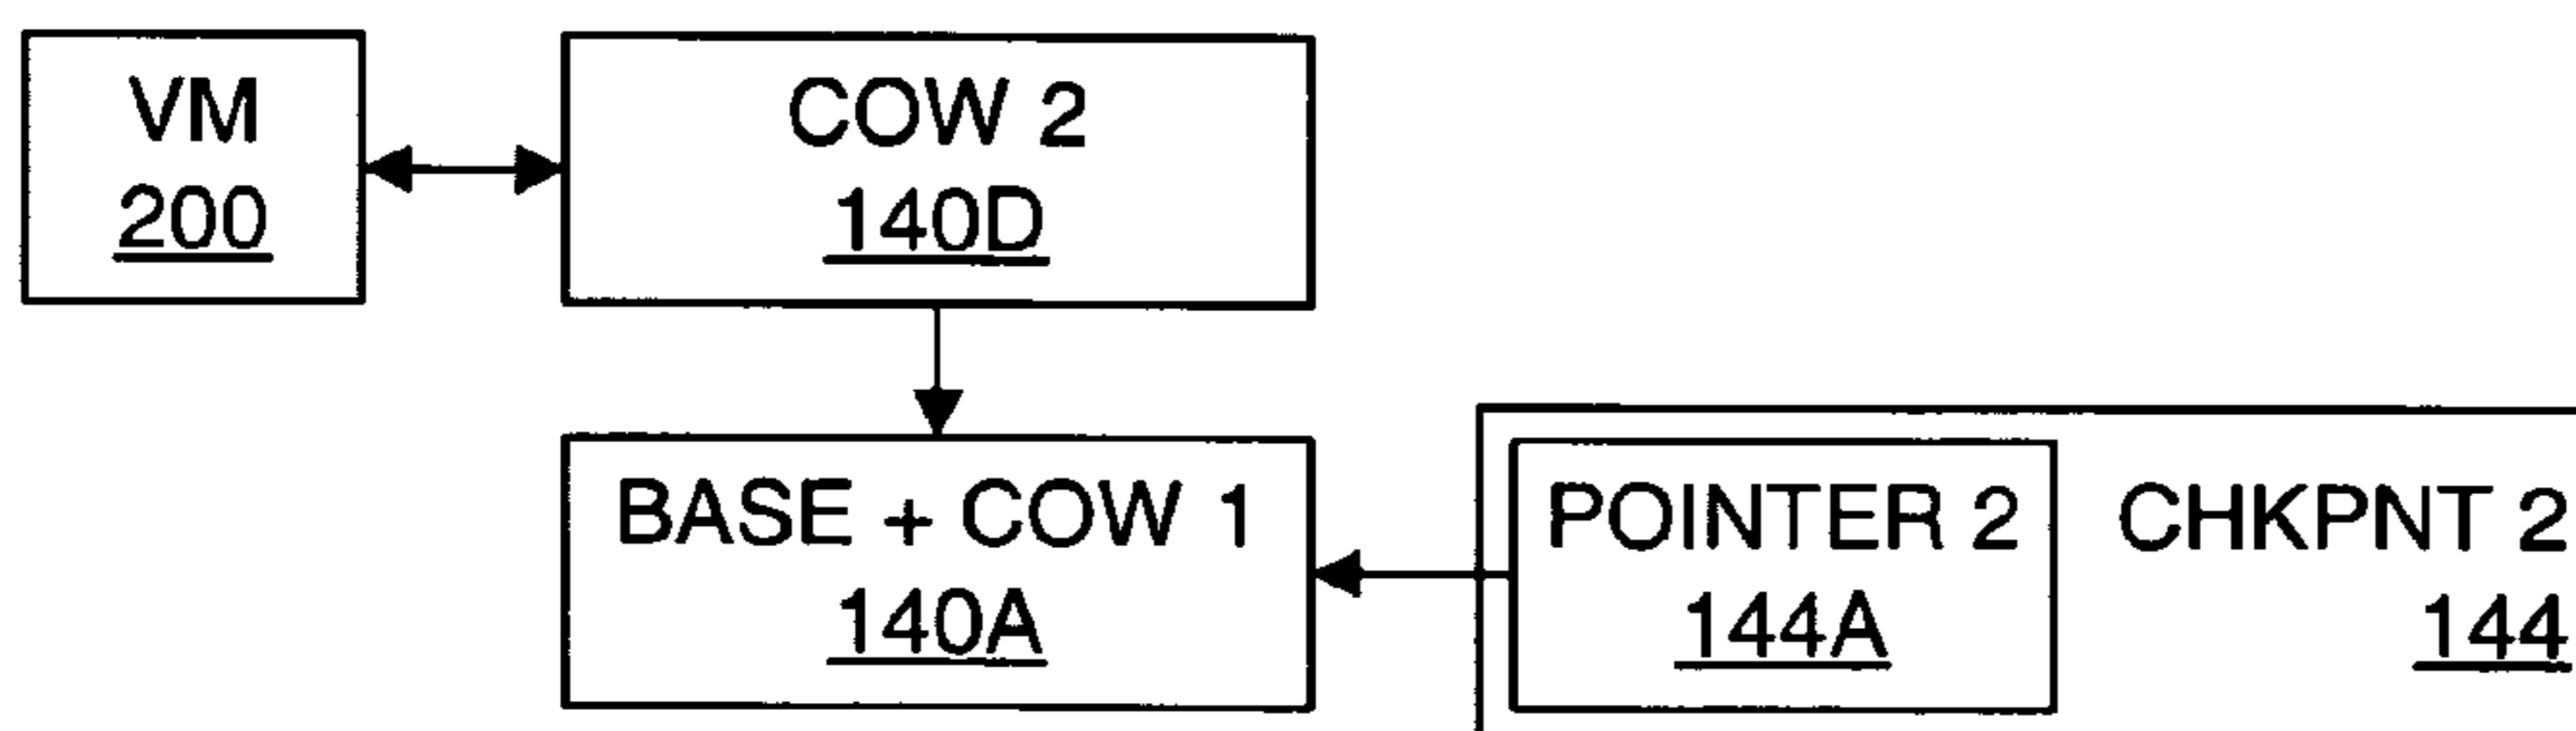 VM
200
COW 2
140D
BASE + COW 1
140A
POINTER 2
144A
CHKPNT 2
144